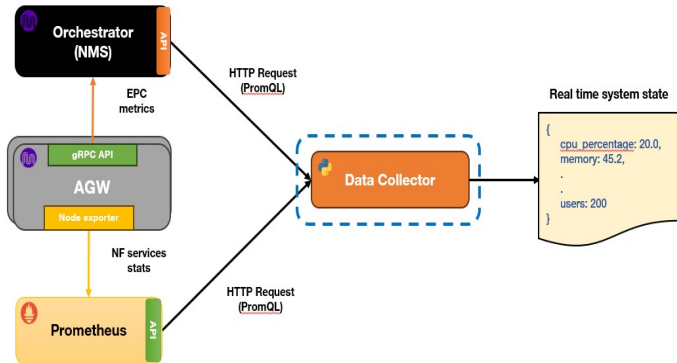 Orchestrator
(NMS)
API
HTTP Request
(PromQL)
EPC
metrics
Real time system state
gRPC API
AGW
Node exporter
Data Collector
{
cpu_percentage: 20.0,
memory: 45.2,
.
.
users: 200
}
NF services
stats
HTTP Request
(PromQL)
Prometheus
API